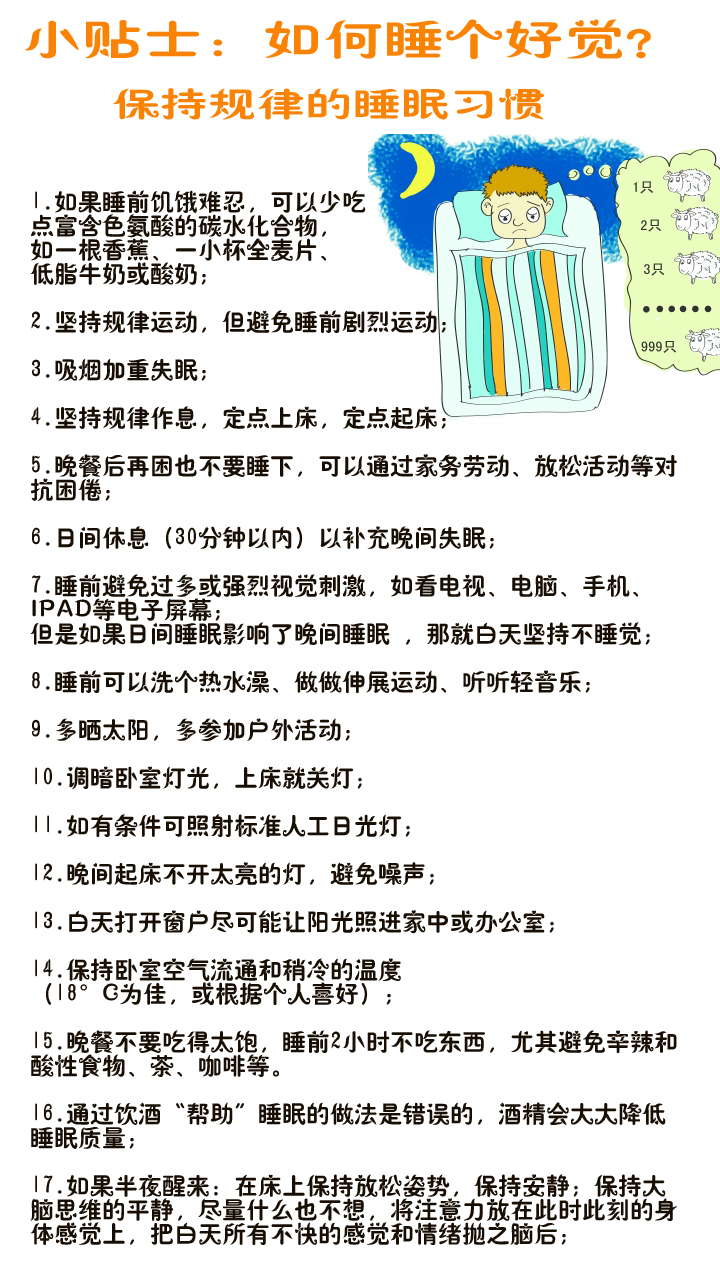 小贴士：如何睡个好觉?
保持规律的睡眠习惯
1.如果睡前饥饿难忍，可以少吃
点富含色氨酸的碳水化合物，
如一根香蕉、一小杯全麦片、
低脂牛奶或酸奶；
1只
2只
3只
●●●●●●
999只
2.坚持规律运动，但避免睡前剧烈运动；
3.吸烟加重失眠；
4.坚持规律作息，定点上床，定点起床；
5.晚餐后再困也不要睡下，可以通过家务劳动、放松活动等对
抗困倦；
6.日间休息（30分钟以内）以补充晚间失眠；
7.睡前避免过多或强烈视觉刺激，如看电视、电脑、手机、
IPAD等电子屏幕；
但是如果日间睡眠影响了晚间睡眠 ，那就白天坚持不睡觉；
8.睡前可以洗个热水澡、做做伸展运动、听听轻音乐；
9.多晒太阳，多参加户外活动；
10.调暗卧室灯光，上床就关灯；
11.如有条件可照射标准人工日光灯；
12.晚间起床不开太亮的灯，避免噪声；
13.白天打开窗户尽可能让阳光照进家中或办公室；
14.保持卧室空气流通和稍冷的温度
（18°C为佳，或根据个人喜好）；
15.晚餐不要吃得太饱，睡前2小时不吃东西，尤其避免辛辣和
酸性食物、茶、咖啡等。
16.通过饮酒“帮助”睡眠的做法是错误的，酒精会大大降低
睡眠质量；
17.如果半夜醒来：在床上保持放松姿势，保持安静；保持大
脑思维的平静，尽量什么也不想，将注意力放在此时此刻的身
体感觉上，把白天所有不快的感觉和情绪抛之脑后；